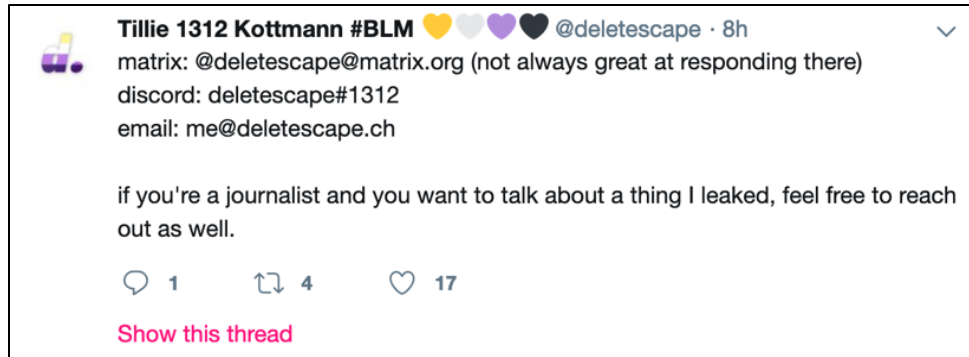 Tillie 1312 Kottmann #BLM 💛🤍💜🖤 @deletescape · 8h
matrix: @deletescape@matrix.org (not always great at responding there)
discord: deletescape#1312
email: me@deletescape.ch
if you're a journalist and you want to talk about a thing I leaked, feel free to reach
out as well.
1 4 17
Show this thread
d.